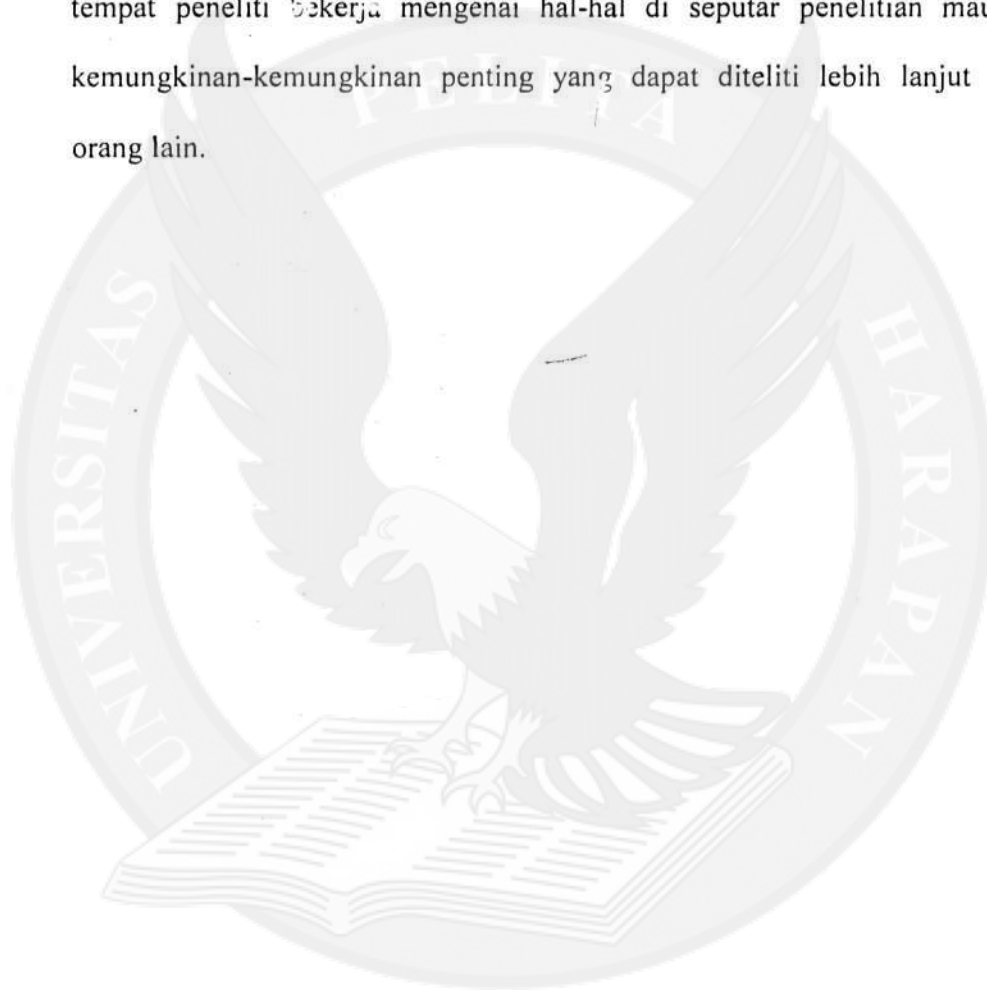 tempat peneliti bekerja mengenai hal-hal di seputar penelitian mau
kemungkinan-kemungkinan penting yang dapat diteliti lebih lanjut
orang lain.
UNIVERSITAS PELITA HARAPAN